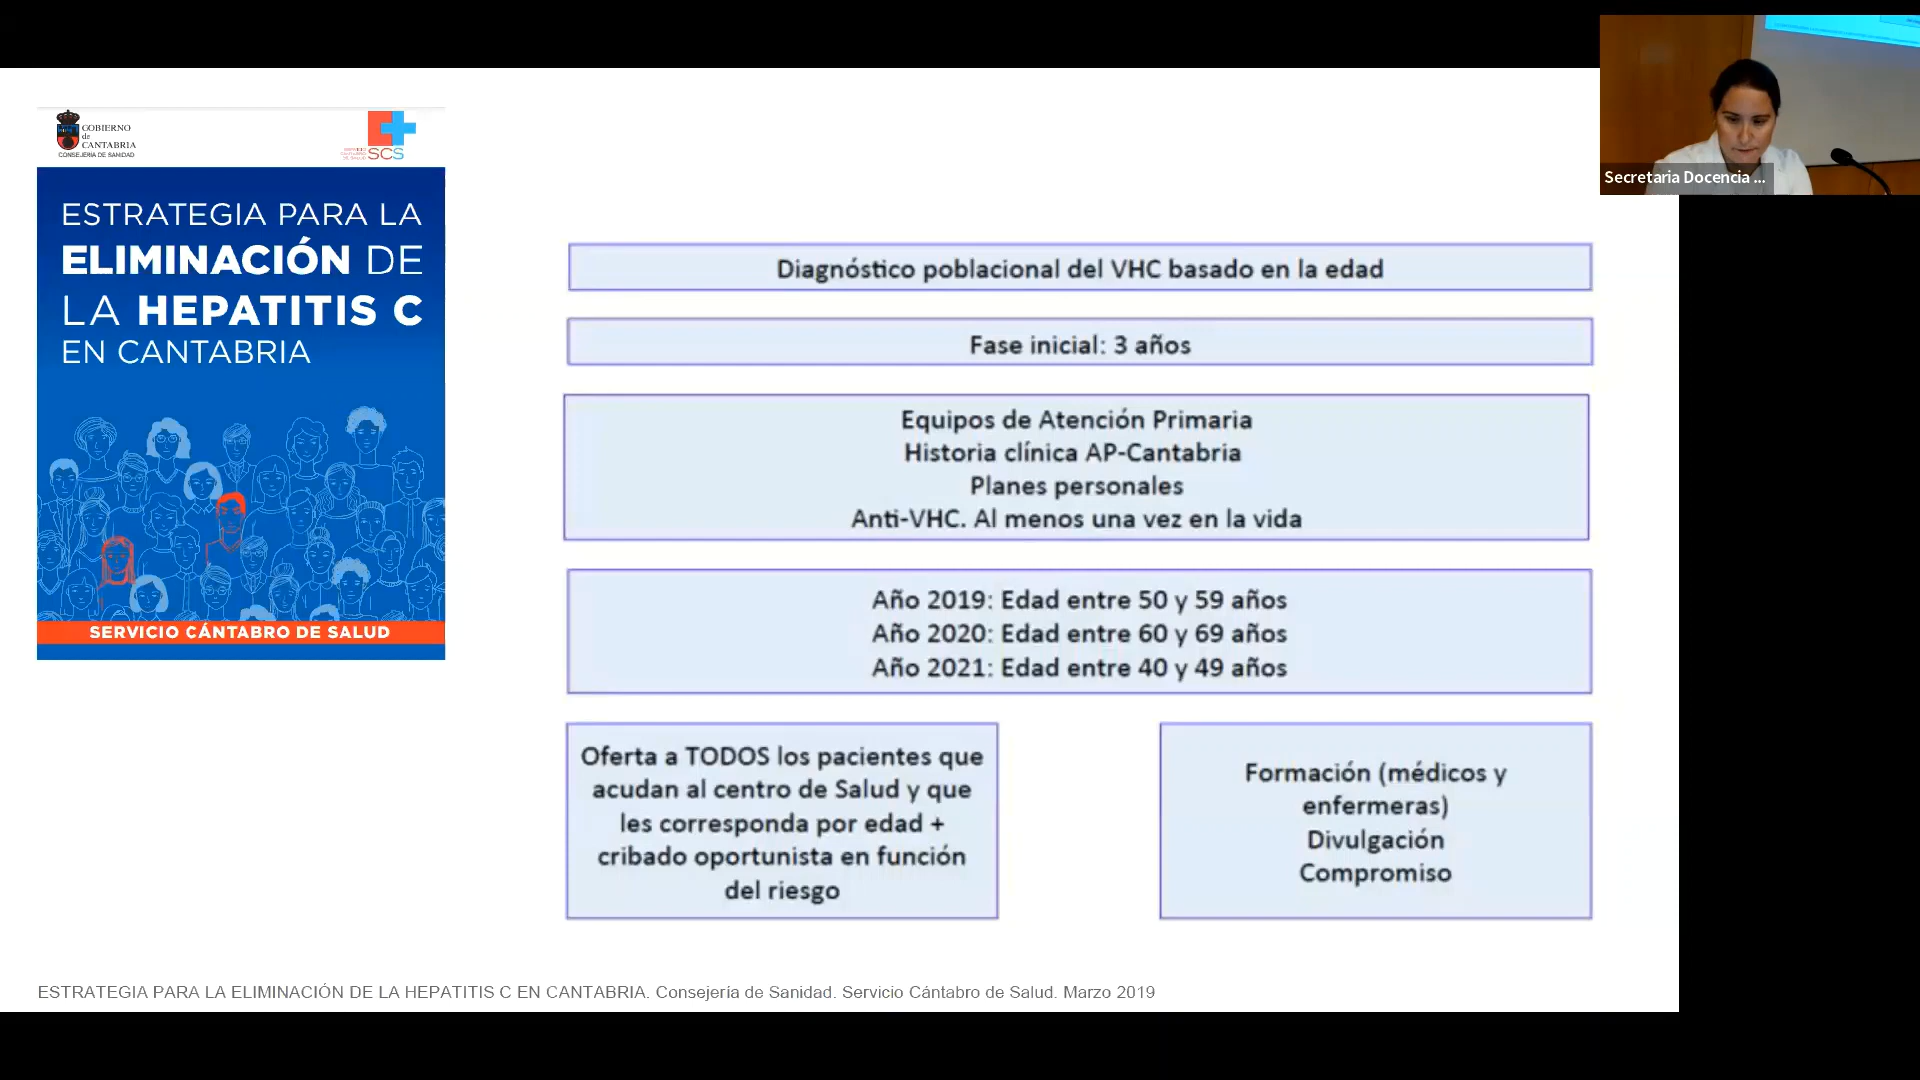 GOBIERNO
de
CANTABRIA
CONSEJERIA DE SANIDAD
SCS
ESTRATEGIA PARA LA
ELIMINACIÓN DE
LA HEPATITIS C
EN CANTABRIA
SERVICIO CÁNTABRO DE SALUD
Secretaria Docencia ...
Diagnóstico poblacional del VHC basado en la edad
Fase inicial: 3 años
Equipos de Atención Primaria
Historia clínica AP-Cantabria
Planes personales
Anti-VHC. Al menos una vez en la vida
Año 2019: Edad entre 50 y 59 años
Año 2020: Edad entre 60 y 69 años
Año 2021: Edad entre 40 y 49 años
Oferta a TODOS los pacientes que
acudan al centro de Salud y que
les corresponda por edad +
cribado oportunista en función
del riesgo
Formación (médicos y
enfermeras)
Divulgación
Compromiso
ESTRATEGIA PARA LA ELIMINACIÓN DE LA HEPATITIS C EN CANTABRIA. Consejería de Sanidad. Servicio Cántabro de Salud. Marzo 2019